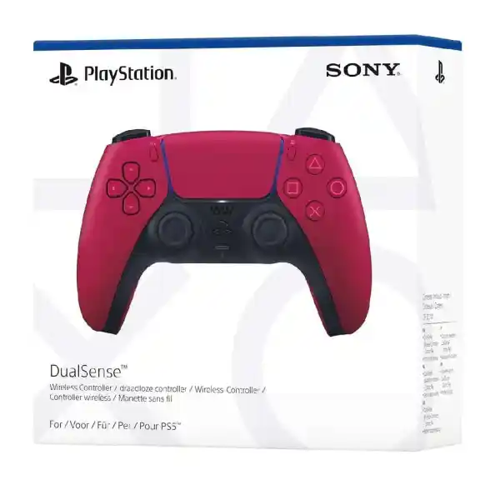 PlayStation.
SONY
DualSense™
Wireless Controller / draadloze controller / Wireless-Controller /
Controller wireless / Manette sans fil
For / Voor / Für / Per / Pour PS5™